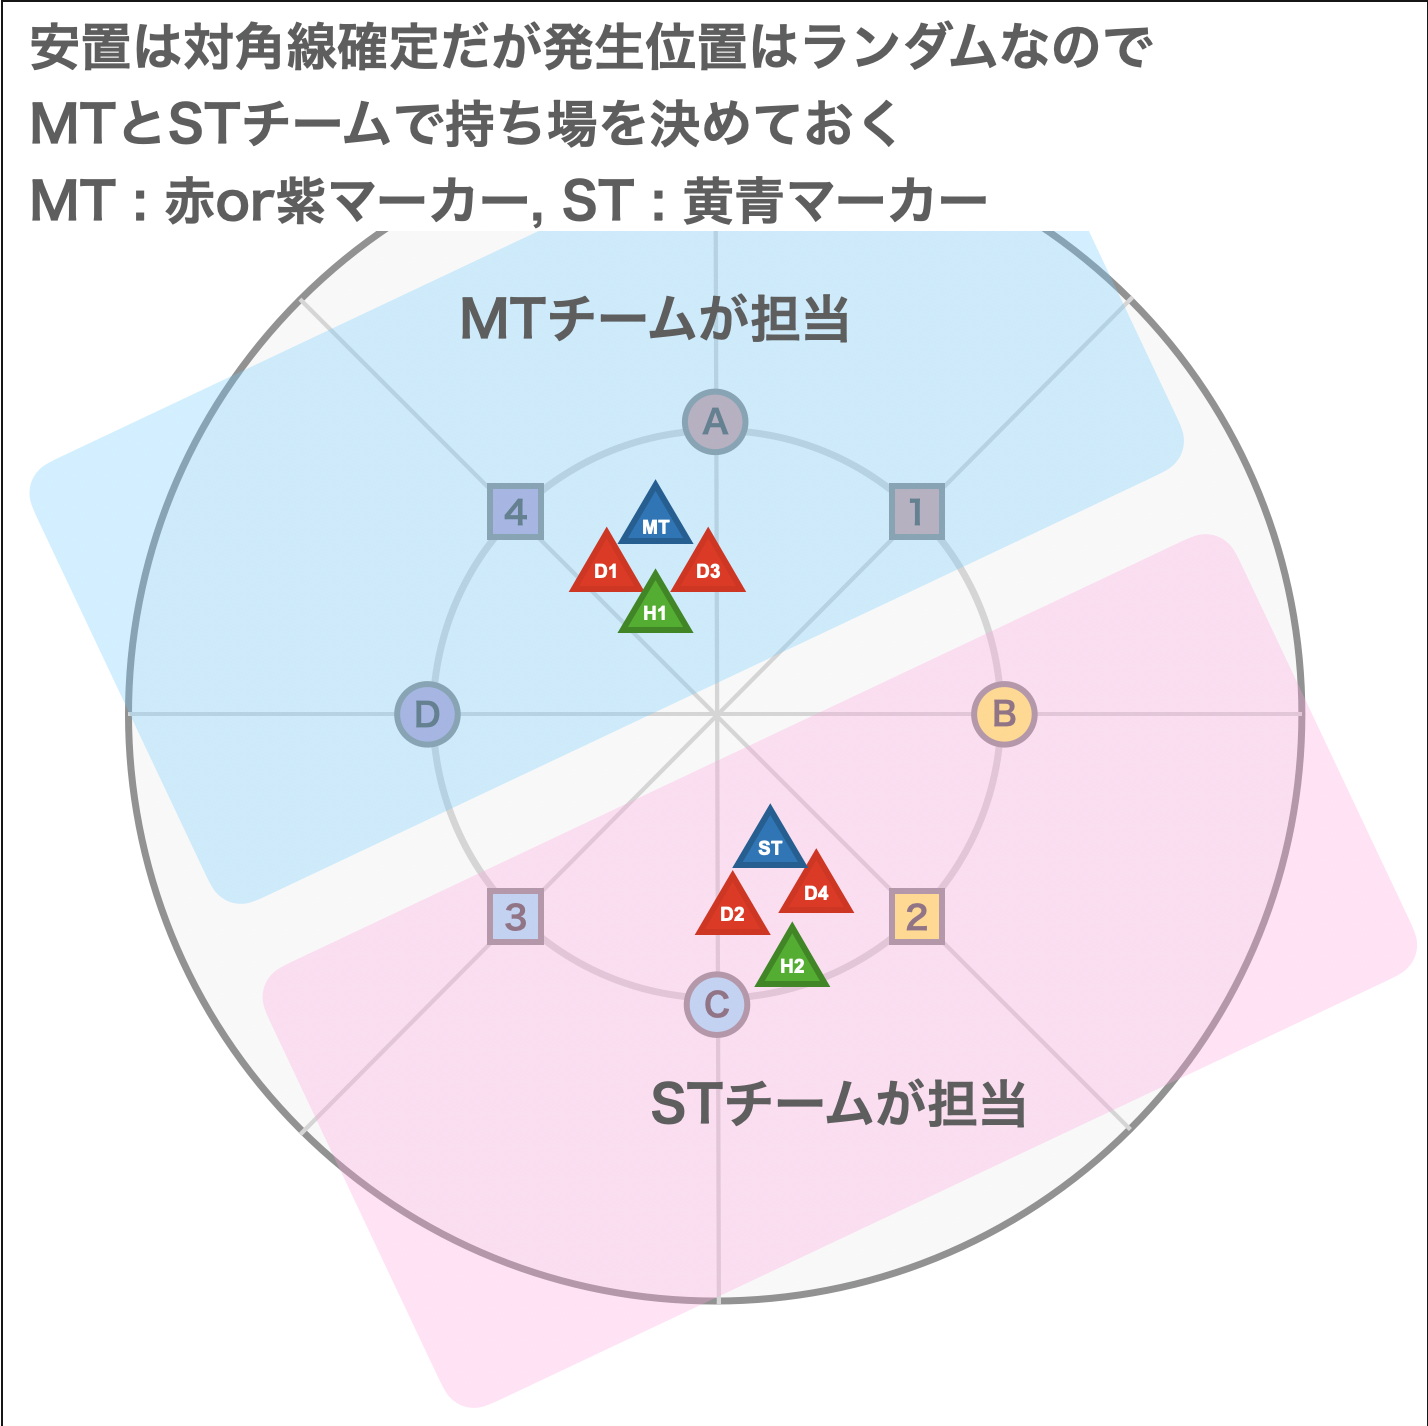 安置は対角線確定だが発生位置はランダムなので
MTとSTチームで持ち場を決めておく
MT：赤or紫マーカー, ST：黄青マーカー
MTチームが担当
A
4
1
MT
D1
D3
H1
D
B
ST
D4
D2
3
2
H2
C
STチームが担当